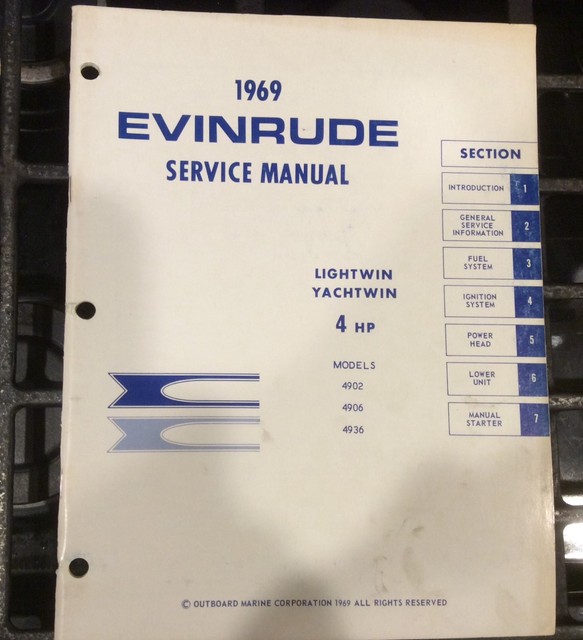 1969
EVINRUDE
SERVICE MANUAL
LIGHTWIN
YACHTWIN
4 HP
MODELS
4902
4906
4936
SECTION
INTRODUCTION 1
GENERAL
SERVICE
INFORMATION 2
FUEL
SYSTEM 3
IGNITION
SYSTEM 4
POWER
HEAD 5
LOWER
UNIT 6
MANUAL
STARTER 7
© OUTBOARD MARINE CORPORATION 1969 ALL RIGHTS RESERVED